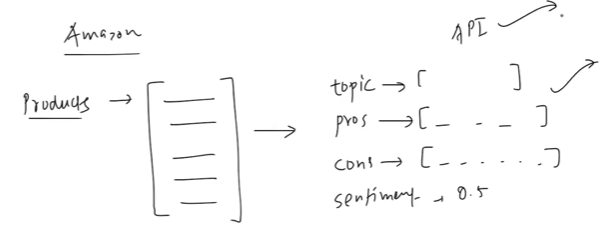 Amazon
API
Products → [ ]
topic → [ ]
pros → [ _ - _ ]
cons → [ _ - - - - - ]
sentiment → 0.5